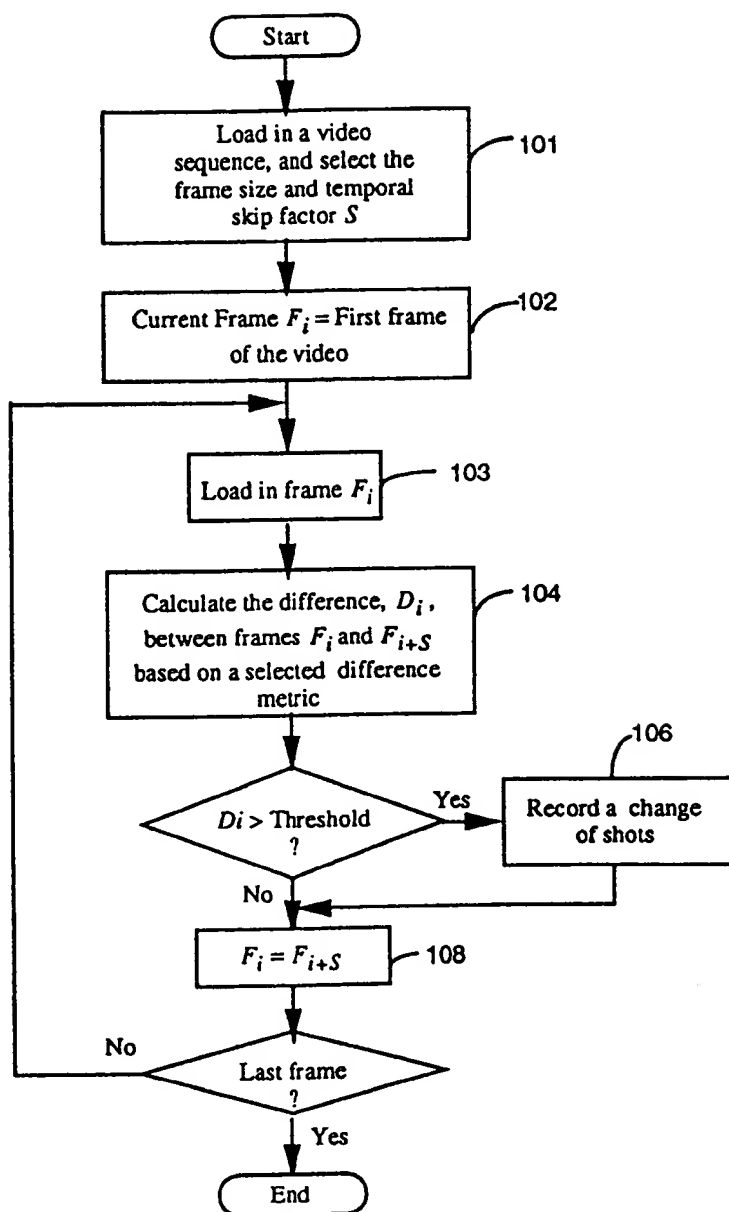 Start
Load in a video
sequence, and select the
frame size and temporal
skip factor S
101
Current Frame F_i = First frame
of the video
102
Load in frame F_i
103
Calculate the difference, D_i ,
between frames F_i and F_{i+S}
based on a selected difference
metric
104
Di > Threshold
?
Yes
106
Record a change
of shots
No
F_i = F_{i+S}
108
No
Last frame
?
Yes
End